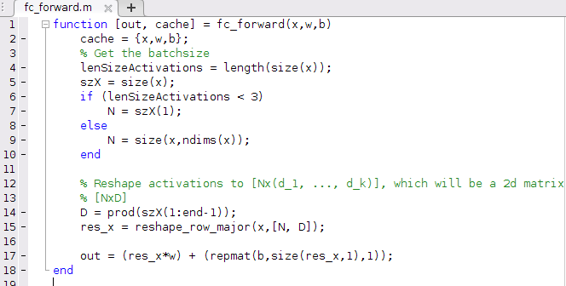 fc_forward.m × +
1 function [out, cache] = fc_forward(x,w,b)
2 - cache = {x,w,b};
3 % Get the batchsize
4 - lenSizeActivations = length(size(x));
5 - szX = size(x);
6 - if (lenSizeActivations < 3)
7 - N = szX(1);
8 - else
9 - N = size(x,ndims(x));
10 - end
11
12 % Reshape activations to [Nx(d_1, ..., d_k)], which will be a 2d matrix
13 % [NxD]
14 - D = prod(szX(1:end-1));
15 - res_x = reshape_row_major(x,[N, D]);
16
17 - out = (res_x*w) + (repmat(b,size(res_x,1),1));
18 - end
19